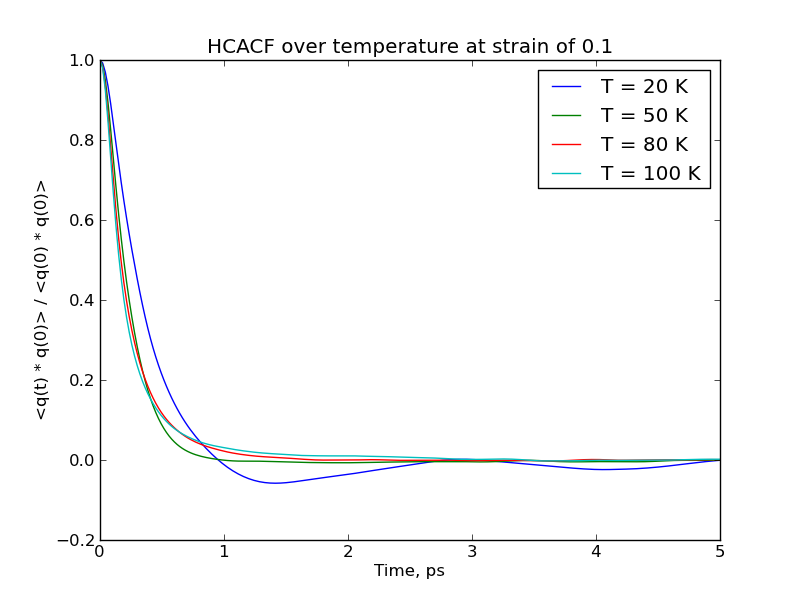 HCACF over temperature at strain of 0.1
<q(t) * q(0)> / <q(0) * q(0)>
1.0
0.8
0.6
0.4
0.2
0.0
−0.2
T = 20 K
T = 50 K
T = 80 K
T = 100 K
0 1 2 3 4 5
Time, ps